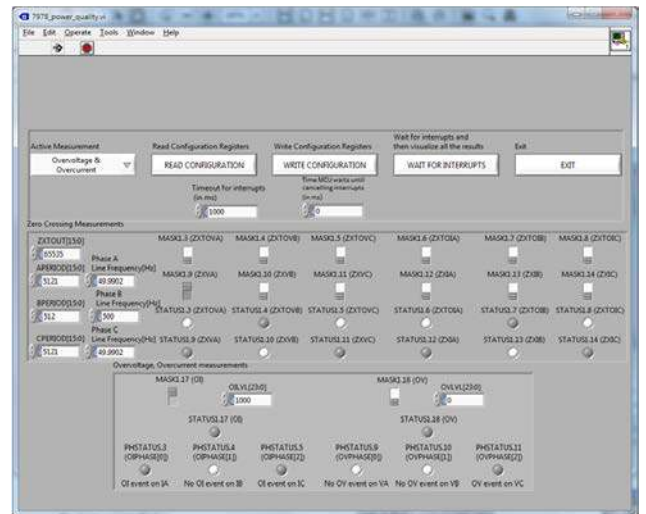 7978_power_quality.vi
File Edit Operate Tools Window Help
Active Measurement
Overvoltage & Overcurrent
Read Configuration Registers
READ CONFIGURATION
Write Configuration Registers
WRITE CONFIGURATION
Wait for interrupts and
then visualize all the results
WAIT FOR INTERRUPTS
Exit
EXIT
Timeout for interrupts
(in ms)
1000
Time MCU waits until
cancelling interrupts
(in ms)
0
Zero Crossing Measurements
ZXTOUT[15:0]
65535
MASK1.3 (ZXTOVA) MASK1.4 (ZXTOVB) MASK1.5 (ZXTOVC) MASK1.6 (ZXTOIA) MASK1.7 (ZXTOIB) MASK1.8 (ZXTOIC)
Phase A
APERIOD[15:0] Line Frequency[Hz]
5121 49.9902
MASK1.9 (ZXVA) MASK1.10 (ZXVB) MASK1.11 (ZXVC) MASK1.12 (ZXIA) MASK1.13 (ZXIB) MASK1.14 (ZXIC)
Phase B
BPERIOD[15:0] Line Frequency[Hz]
512 500
STATUS1.3 (ZXTOVA) STATUS1.4 (ZXTOVB) STATUS1.5 (ZXTOVC) STATUS1.6 (ZXTOIA) STATUS1.7 (ZXTOIB) STATUS1.8 (ZXTOIC)
Phase C
CPERIOD[15:0] Line Frequency[Hz]
5121 49.9902
STATUS1.9 (ZXVA) STATUS1.10 (ZXVB) STATUS1.11 (ZXVC) STATUS1.12 (ZXIA) STATUS1.13 (ZXIB) STATUS1.14 (ZXIC)
Overvoltage, Overcurrent measurements
MASK1.17 (OI)
OILVL[23:0]
1000
MASK1.18 (OV)
OVLVL[23:0]
0
STATUS1.17 (OI) STATUS1.18 (OV)
PHSTATUS.3 PHSTATUS.4 PHSTATUS.5 PHSTATUS.9 PHSTATUS.10 PHSTATUS.11
(OIPHASE[0]) (OIPHASE[1]) (OIPHASE[2]) (OVPHASE[0]) (OVPHASE[1]) (OVPHASE[2])
OI event on IA No OI event on IB OI event on IC No OV event on VA No OV event on VB OV event on VC